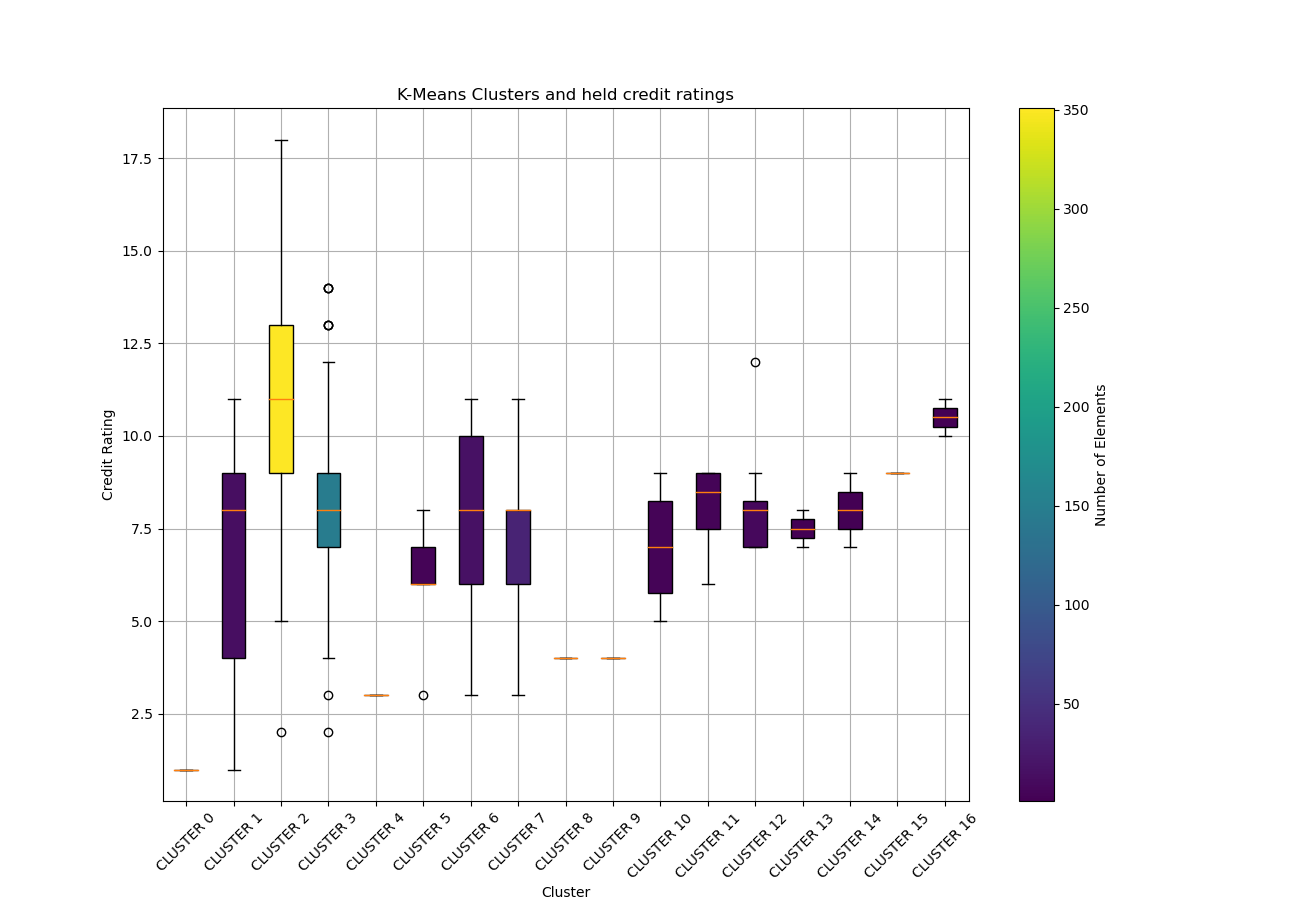 K-Means Clusters and held credit ratings
17.5
15.0
12.5
10.0
7.5
5.0
2.5
Credit Rating
CLUSTER 0
CLUSTER 1
CLUSTER 2
CLUSTER 3
CLUSTER 4
CLUSTER 5
CLUSTER 6
CLUSTER 7
CLUSTER 8
CLUSTER 9
CLUSTER 10
CLUSTER 11
CLUSTER 12
CLUSTER 13
CLUSTER 14
CLUSTER 15
CLUSTER 16
Cluster
350
300
250
200
150
100
50
Number of Elements